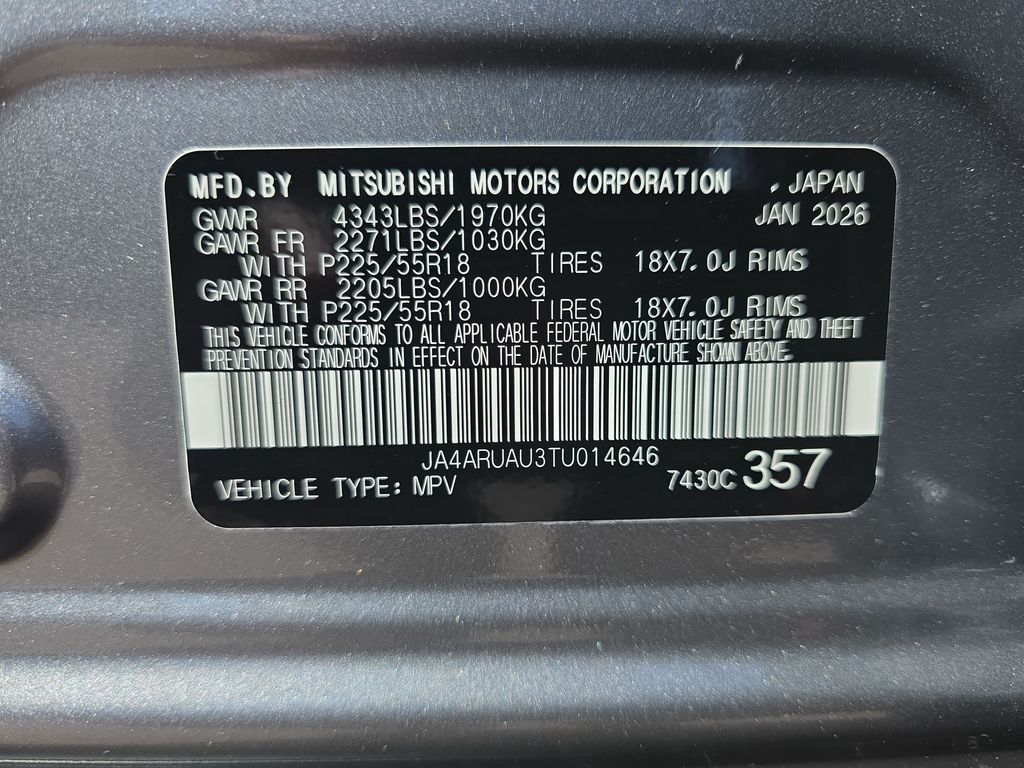 MFD.BY MITSUBISHI MOTORS CORPORATION , JAPAN
GVWR 4343LBS/1970KG JAN 2026
GAWR FR 2271LBS/1030KG
WITH P225/55R18 TIRES 18X7.0J RIMS
GAWR RR 2205LBS/1000KG
WITH P225/55R18 TIRES 18X7.0J RIMS
THIS VEHICLE CONFORMS TO ALL APPLICABLE FEDERAL MOTOR VEHICLE SAFETY AND THEFT
PREVENTION STANDARDS IN EFFECT ON THE DATE OF MANUFACTURE SHOWN ABOVE.
JA4ARUAU3TU014646
VEHICLE TYPE: MPV 7430C 357